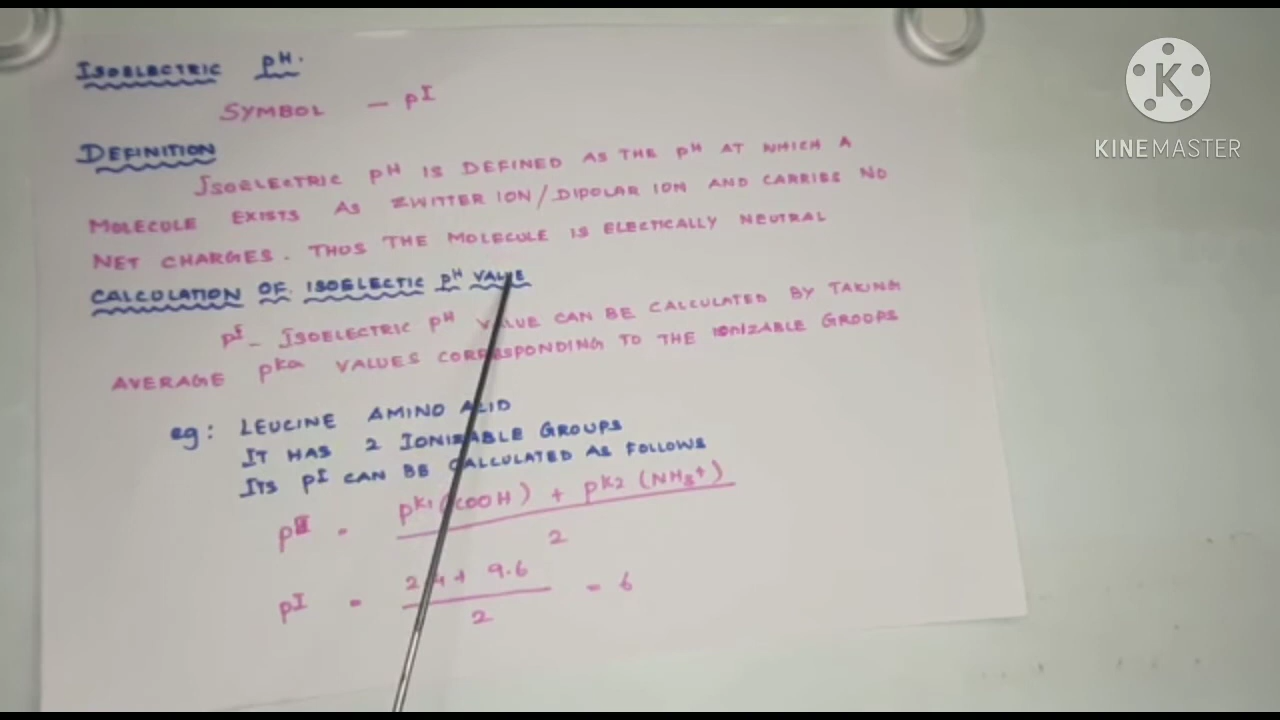 ISOELECTRIC pH.
SYMBOL - pI
DEFINITION
ISOELECTRIC pH IS DEFINED AS THE pH AT WHICH A
MOLECULE EXISTS AS ZWITTER ION / DIPOLAR ION AND CARRIES NO
NET CHARGES. THUS THE MOLECULE IS ELECTICALLY NEUTRAL
CALCULATION OF ISOELECTIC pH VALUE
pI - ISOELECTRIC pH VALUE CAN BE CALCULATED BY TAKING
AVERAGE pKa VALUES CORRESPONDING TO THE IONIZABLE GROUPS
eg: LEUCINE AMINO ACID
IT HAS 2 IONIZABLE GROUPS
ITS pI CAN BE CALCULATED AS FOLLOWS
pI = pK1 (COOH) + pK2 (NH3+)
2
pI = 2.4 + 9.6 = 6
2
K
KINEMASTER